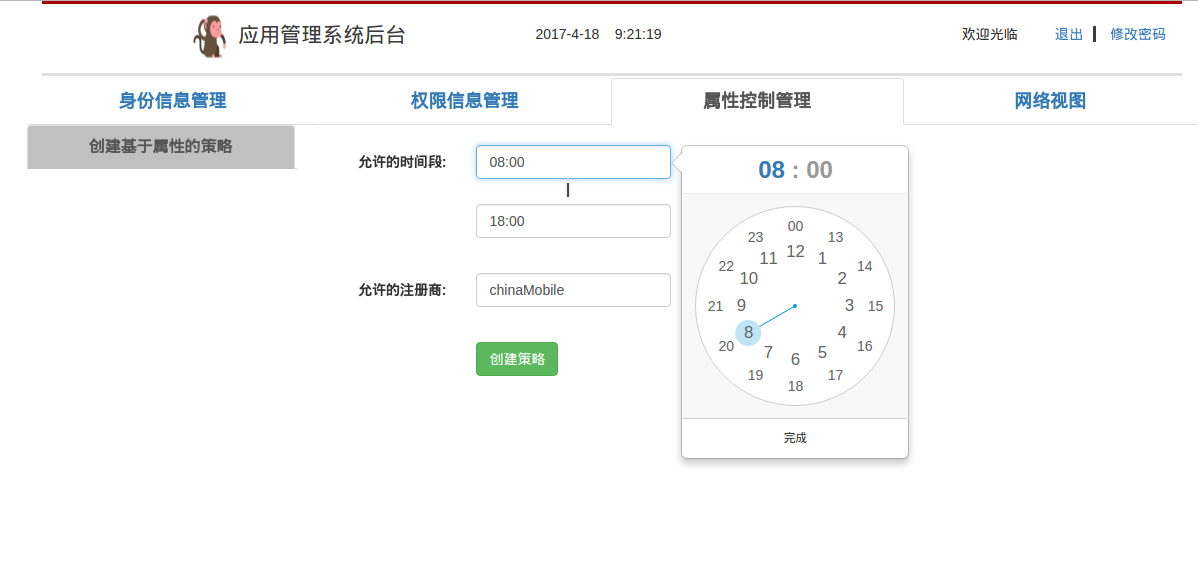 应用管理系统后台 2017-4-18 9:21:19 欢迎光临 退出 | 修改密码
身份信息管理 权限信息管理 属性控制管理 网络视图
创建基于属性的策略
允许的时间段: 08:00
|
18:00
允许的注册商: chinaMobile
创建策略
08 : 00
00
23 13
12
11 1
22 14
10 2
21 9 3 15
8 4
20 16
7 5
6
19 17
18
完成